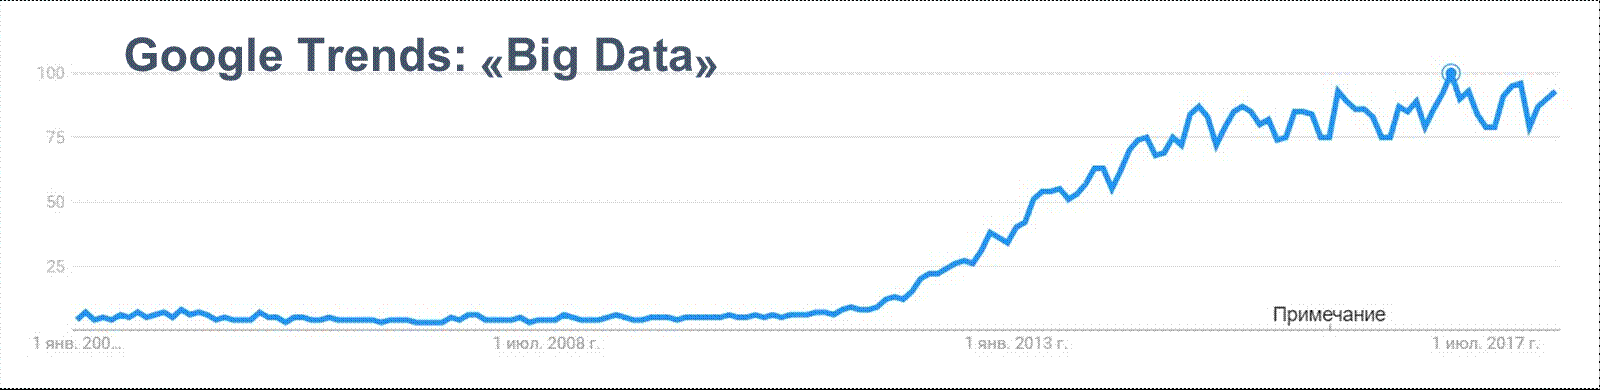 Google Trends: «Big Data»
100
75
50
25
Примечание
1 янв. 200...
1 июл. 2008 г.
1 янв. 2013 г.
1 июл. 2017 г.